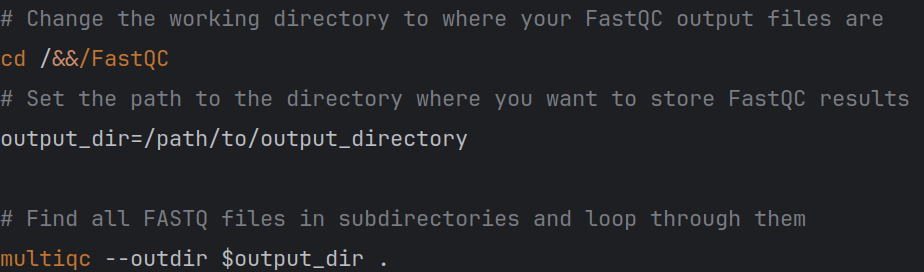 # Change the working directory to where your FastQC output files are
cd /&&/FastQC
# Set the path to the directory where you want to store FastQC results
output_dir=/path/to/output_directory
# Find all FASTQ files in subdirectories and loop through them
multiqc --outdir $output_dir .